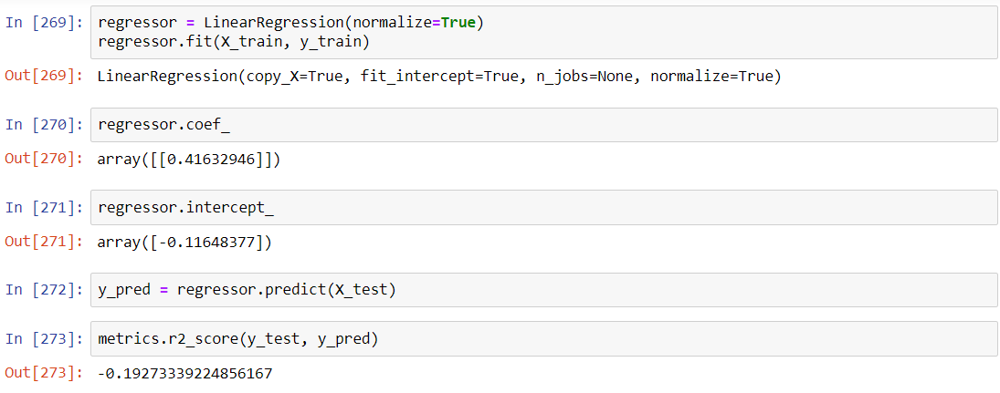 In [269]: regressor = LinearRegression(normalize=True)
regressor.fit(X_train, y_train)
Out[269]: LinearRegression(copy_X=True, fit_intercept=True, n_jobs=None, normalize=True)
In [270]: regressor.coef_
Out[270]: array([[0.41632946]])
In [271]: regressor.intercept_
Out[271]: array([-0.11648377])
In [272]: y_pred = regressor.predict(X_test)
In [273]: metrics.r2_score(y_test, y_pred)
Out[273]: -0.19273339224856167